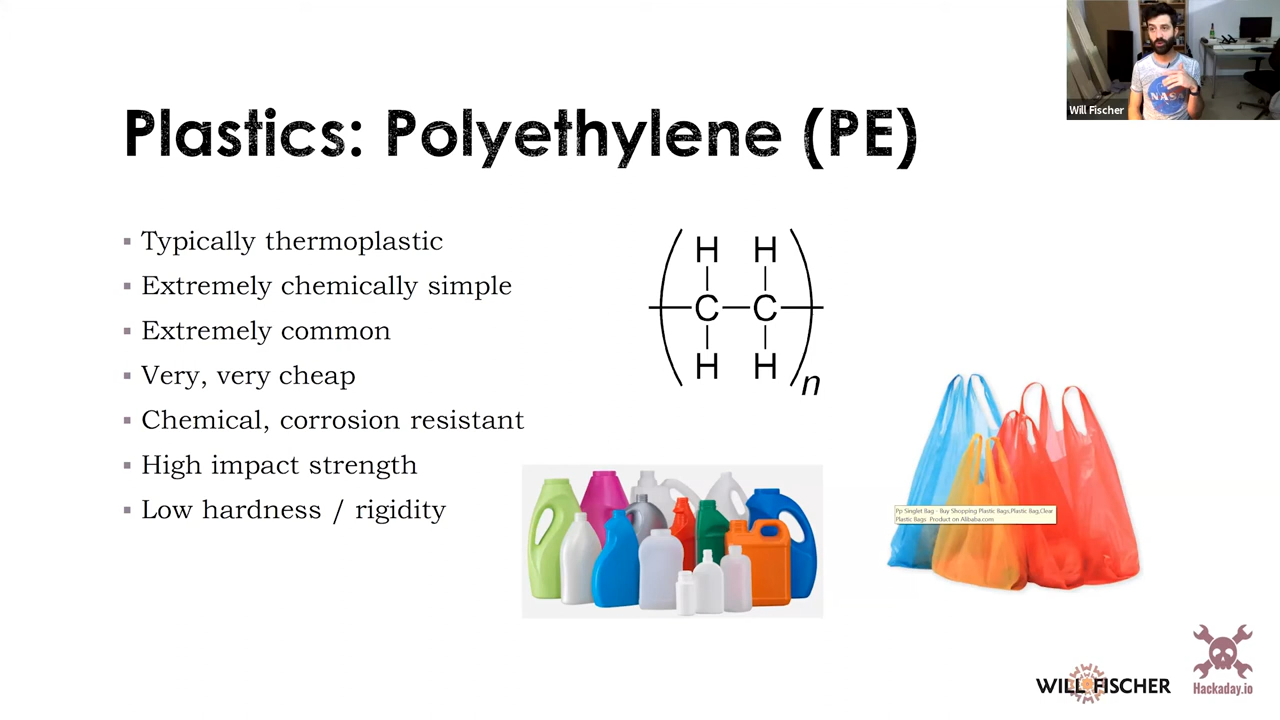 Plastics: Polyethylene (PE)
NASA
Will Fischer
▪ Typically thermoplastic
▪ Extremely chemically simple
▪ Extremely common
▪ Very, very cheap
▪ Chemical, corrosion resistant
▪ High impact strength
▪ Low hardness / rigidity
H H
C C
H H
n
Pp Singlet Bag - Buy Shopping Plastic Bags,Plastic Bag,Clear
Plastic Bags Product on Alibaba.com
WILL FISCHER
Hackaday.io